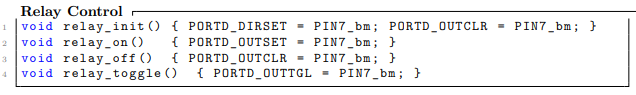 Relay Control
1 void relay_init() { PORTD_DIRSET = PIN7_bm; PORTD_OUTCLR = PIN7_bm; }
2 void relay_on() { PORTD_OUTSET = PIN7_bm; }
3 void relay_off() { PORTD_OUTCLR = PIN7_bm; }
4 void relay_toggle() { PORTD_OUTTGL = PIN7_bm; }